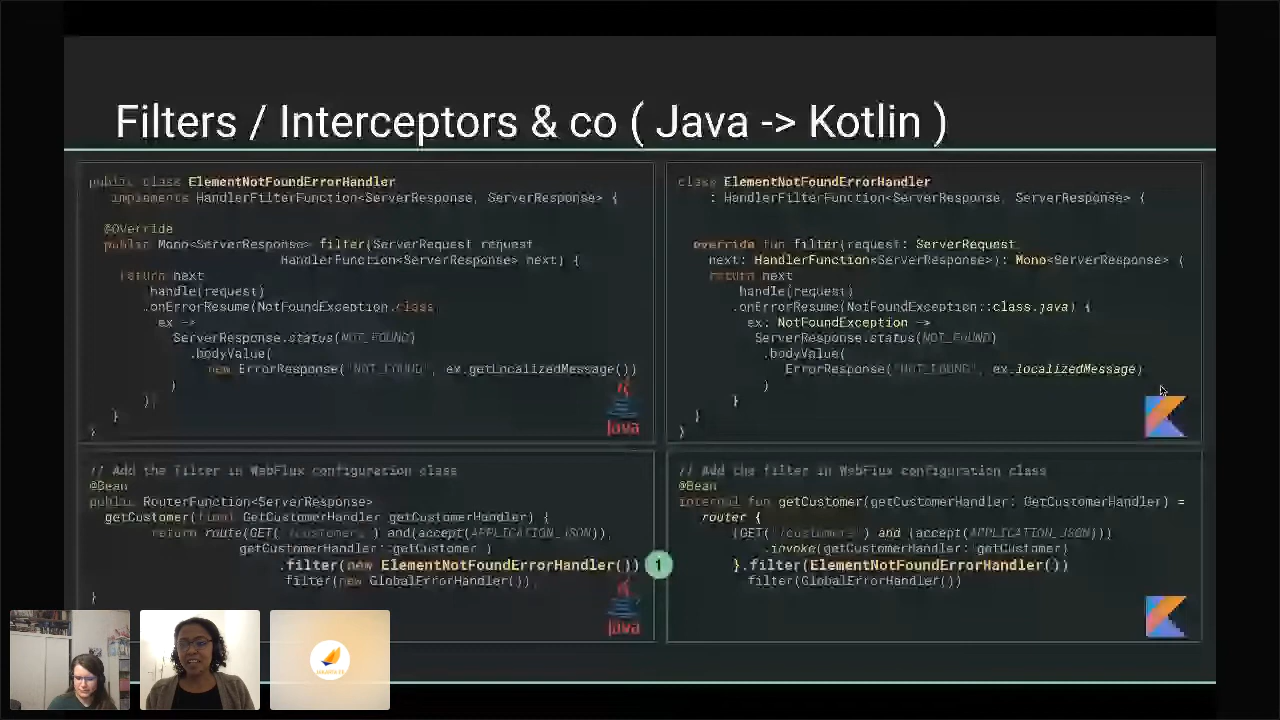 Filters / Interceptors & co ( Java -> Kotlin )
public class ElementNotFoundErrorHandler
implements HandlerFilterFunction<ServerResponse, ServerResponse> {
@Override
public Mono<ServerResponse> filter(ServerRequest request
HandlerFunction<ServerResponse> next) {
return next
handle(request)
.onErrorResume(NotFoundException.class
ex ->
ServerResponse.status(NOT_FOUND)
.bodyValue(
new ErrorResponse("NOT_FOUND", ex.getLocalizedMessage())
)
);
}
}
Java
class ElementNotFoundErrorHandler
: HandlerFilterFunction<ServerResponse, ServerResponse> {
override fun filter(request: ServerRequest
next: HandlerFunction<ServerResponse>): Mono<ServerResponse> {
return next
handle(request)
.onErrorResume(NotFoundException::class.java) {
ex: NotFoundException ->
ServerResponse.status(NOT_FOUND)
.bodyValue(
ErrorResponse("NOT_FOUND", ex.localizedMessage)
)
}
}
}
// Add the filter in WebFlux configuration class
@Bean
public RouterFunction<ServerResponse>
getCustomer(final GetCustomerHandler getCustomerHandler) {
return route(GET("/customers") and(accept(APPLICATION_JSON)),
getCustomerHandler::getCustomer )
.filter(new ElementNotFoundErrorHandler())
filter(new GlobalErrorHandler()),
}
Java
1
// Add the filter in WebFlux configuration class
@Bean
internal fun getCustomer(getCustomerHandler: GetCustomerHandler) =
router {
(GET("/customers") and (accept(APPLICATION_JSON)))
.invoke(getCustomerHandler::getCustomer)
}.filter(ElementNotFoundErrorHandler())
filter(GlobalErrorHandler())